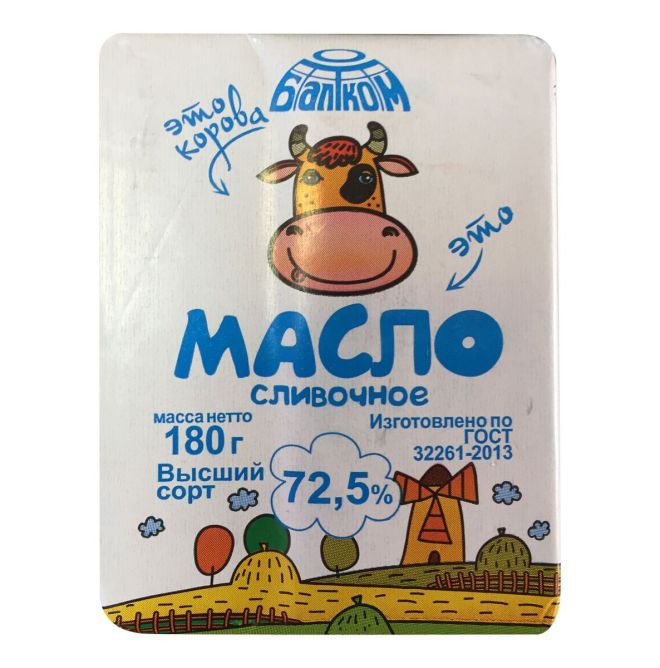 Балтком
это
корова
это
МАСЛО
сливочное
масса нетто
180 г
Высший
сорт
Изготовлено по
ГОСТ
32261-2013
72,5%